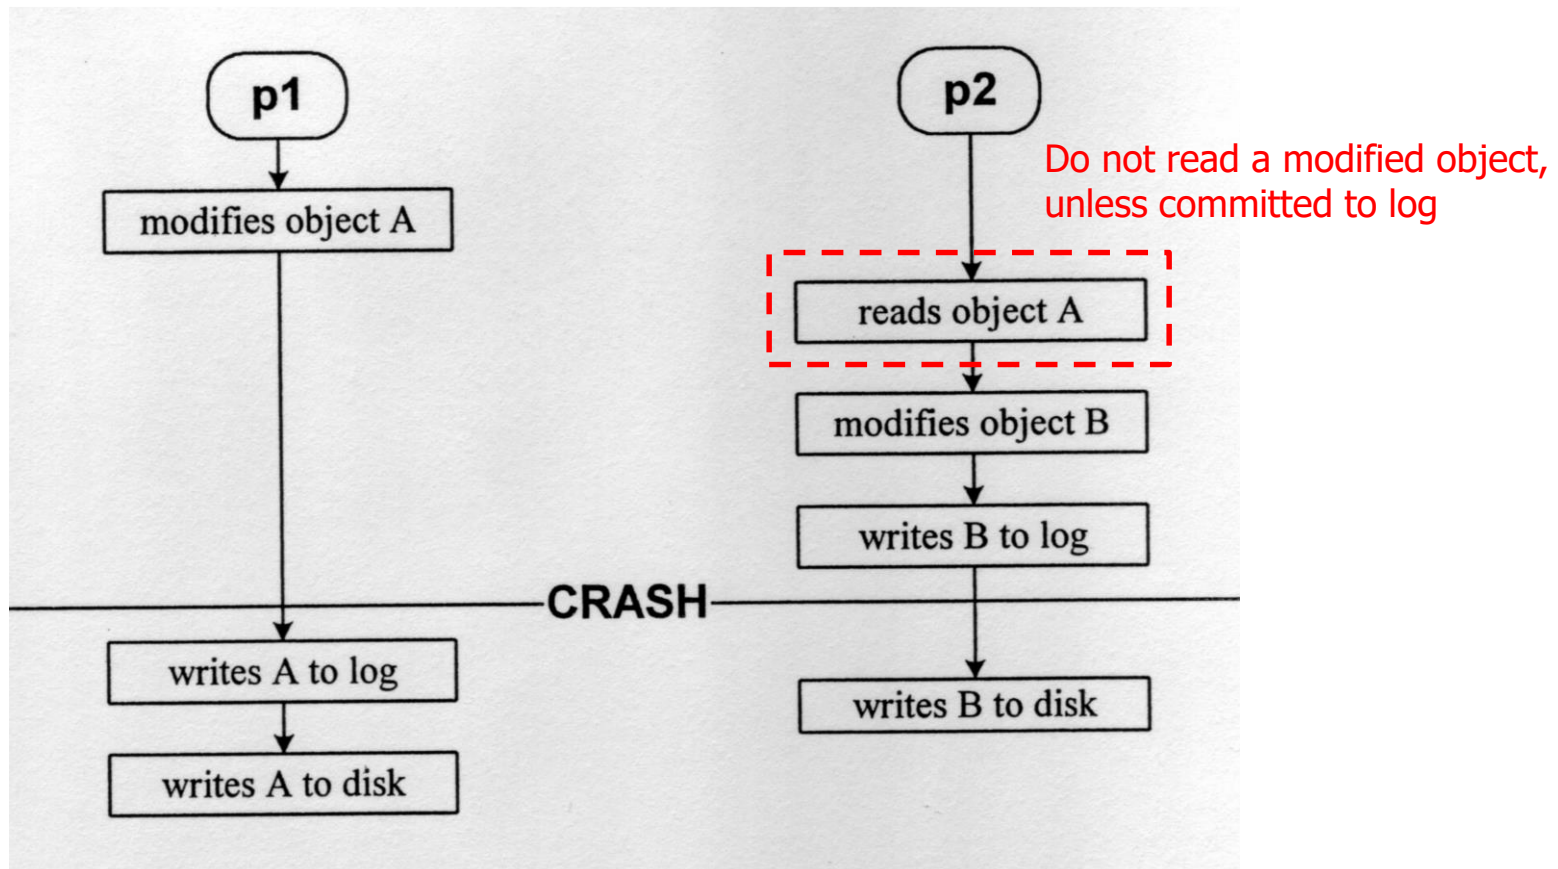 p1
modifies object A
writes A to log
writes A to disk
CRASH
p2
Do not read a modified object,
unless committed to log
reads object A
modifies object B
writes B to log
writes B to disk